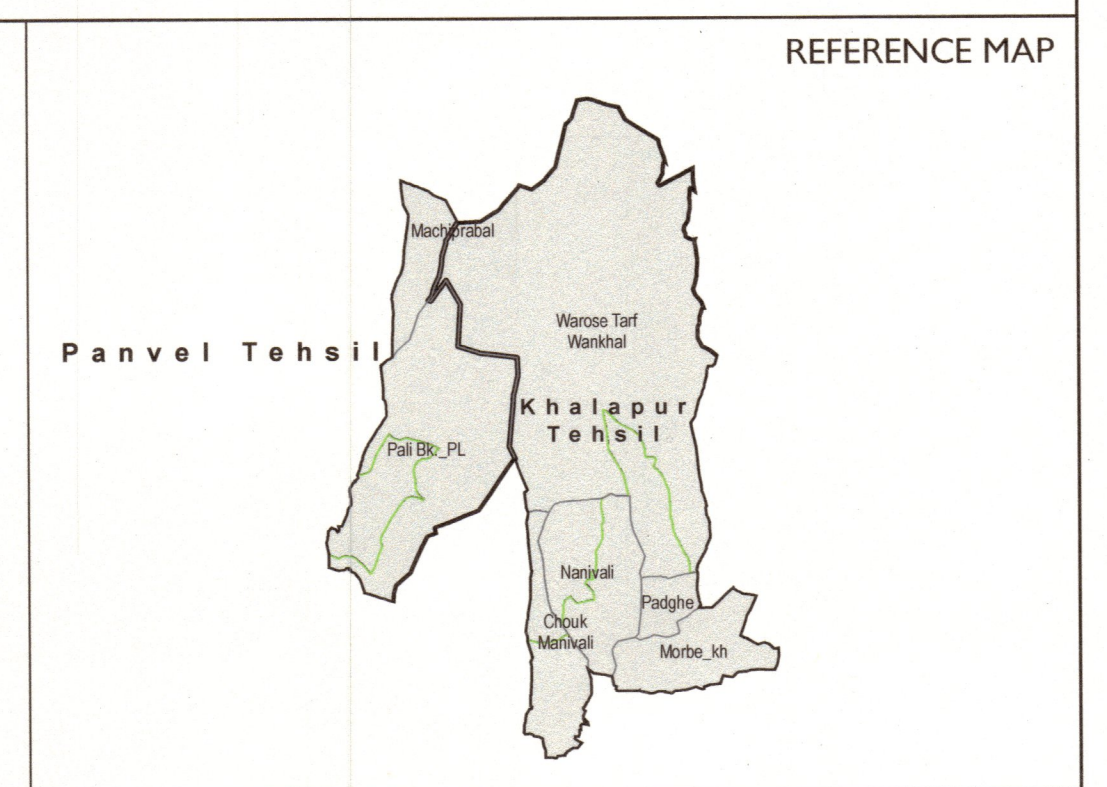 REFERENCE MAP
Machiprabal
Warose Tarf
Wankhal
Panvel Tehsil
Khalapur
Tehsil
Pali Bk._PL
Nanivali
Padghe
Chouk
Manivali
Morbe_kh